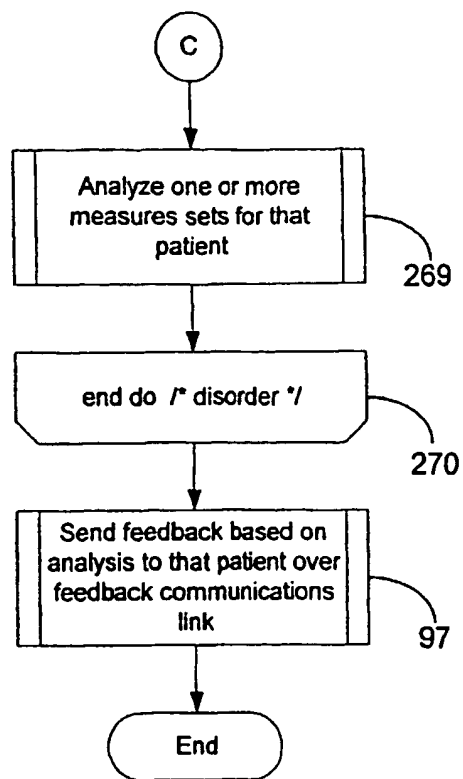 C
Analyze one or more
measures sets for that
patient
269
end do /* disorder */
270
Send feedback based on
analysis to that patient over
feedback communications
link
97
End